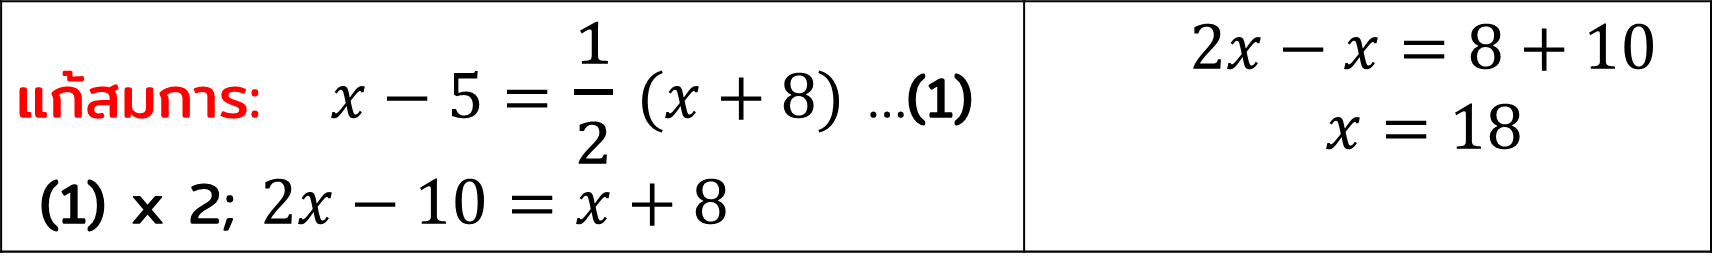 แก้สมการ: x − 5 = 1/2 (x + 8) ...(1)
(1) x 2; 2x − 10 = x + 8
2x − x = 8 + 10
x = 18